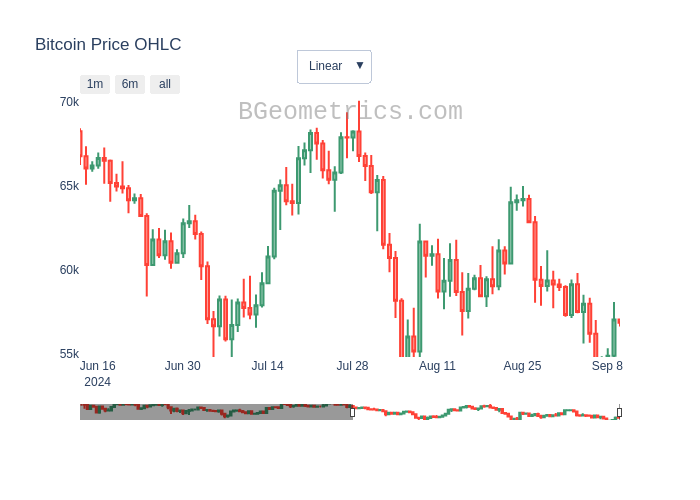 Bitcoin Price OHLC
Linear ▼
1m 6m all
BGeometrics.com
70k
65k
60k
55k
Jun 16 Jun 30 Jul 14 Jul 28 Aug 11 Aug 25 Sep 8
2024